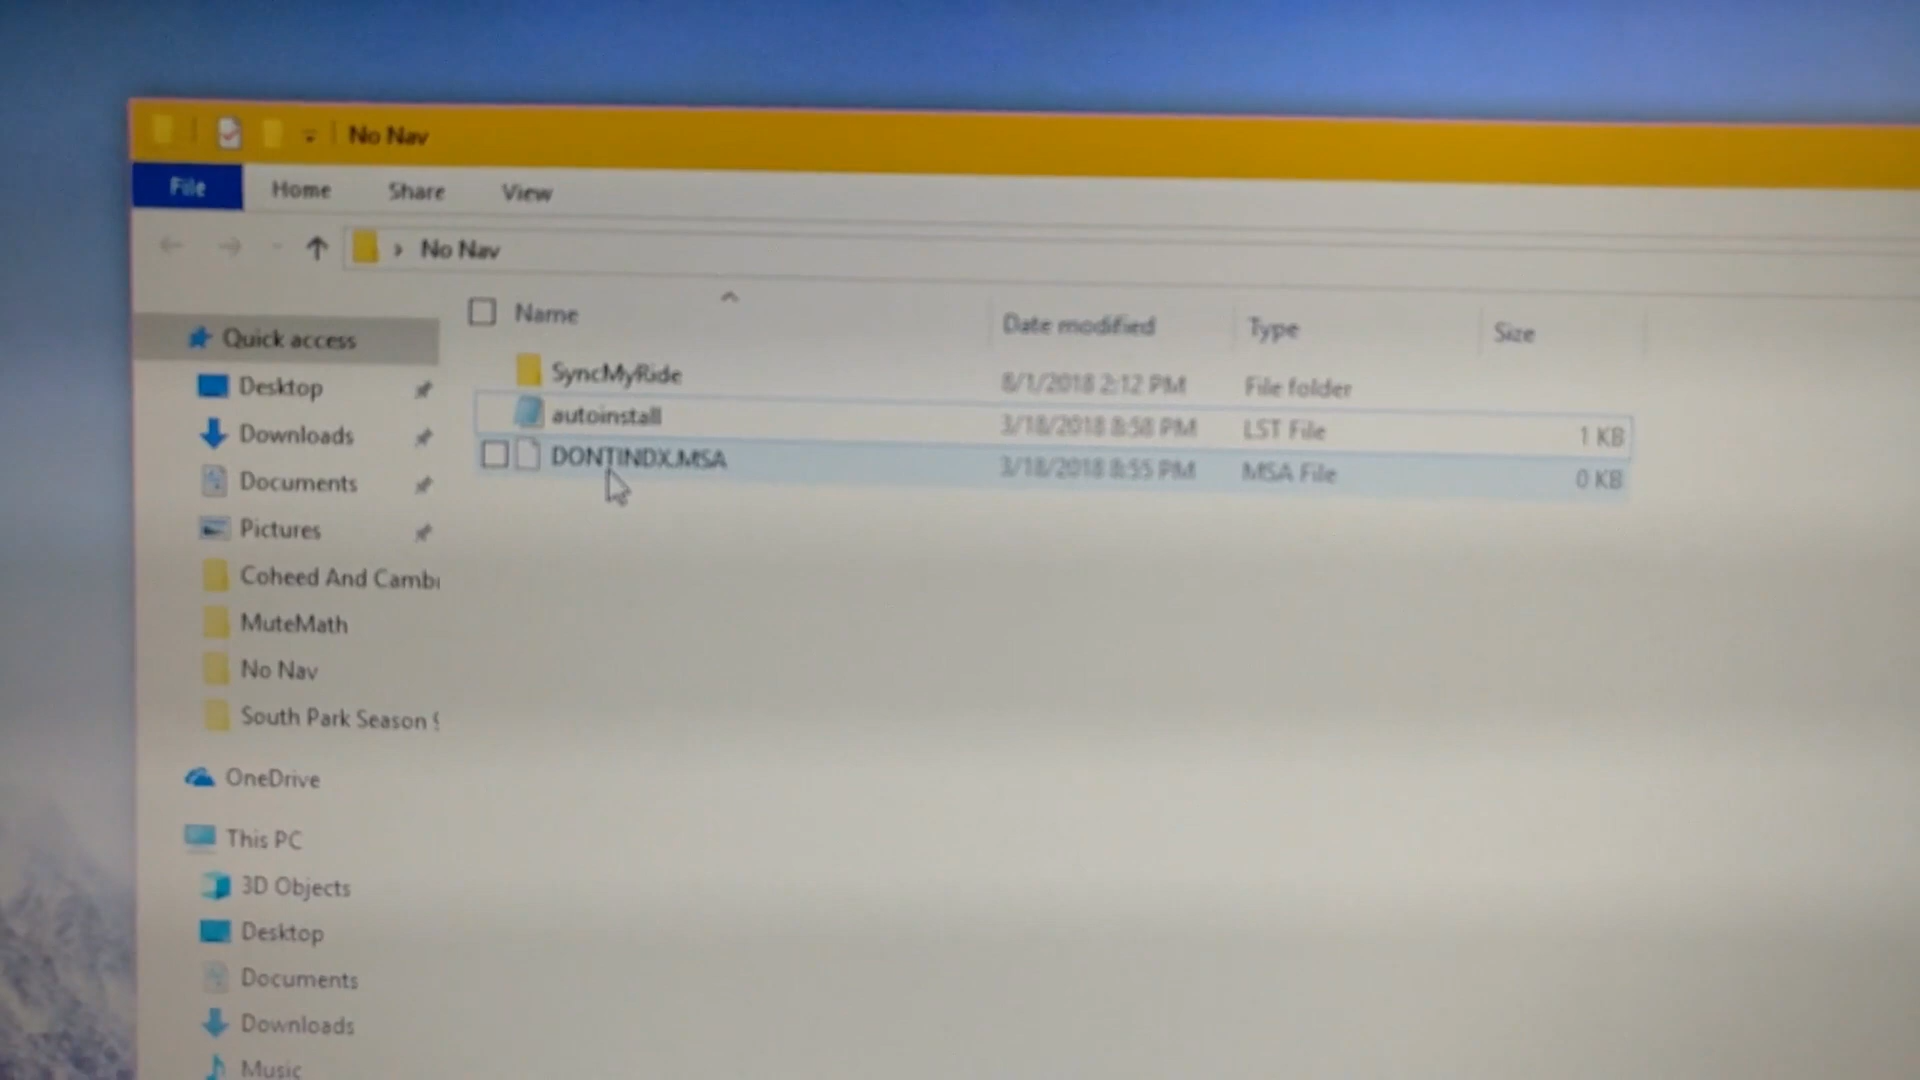 No Nav
File Home Share View
No Nav
Name Date modified Type Size
SyncMyRide 8/1/2018 2:12 PM File folder
autoinstall 3/18/2018 8:58 PM LST File 1 KB
DONTINDX.MSA 3/18/2018 8:55 PM MSA File 0 KB
Quick access
Desktop
Downloads
Documents
Pictures
Coheed And Cambr
MuteMath
No Nav
South Park Season
OneDrive
This PC
3D Objects
Desktop
Documents
Downloads
Music